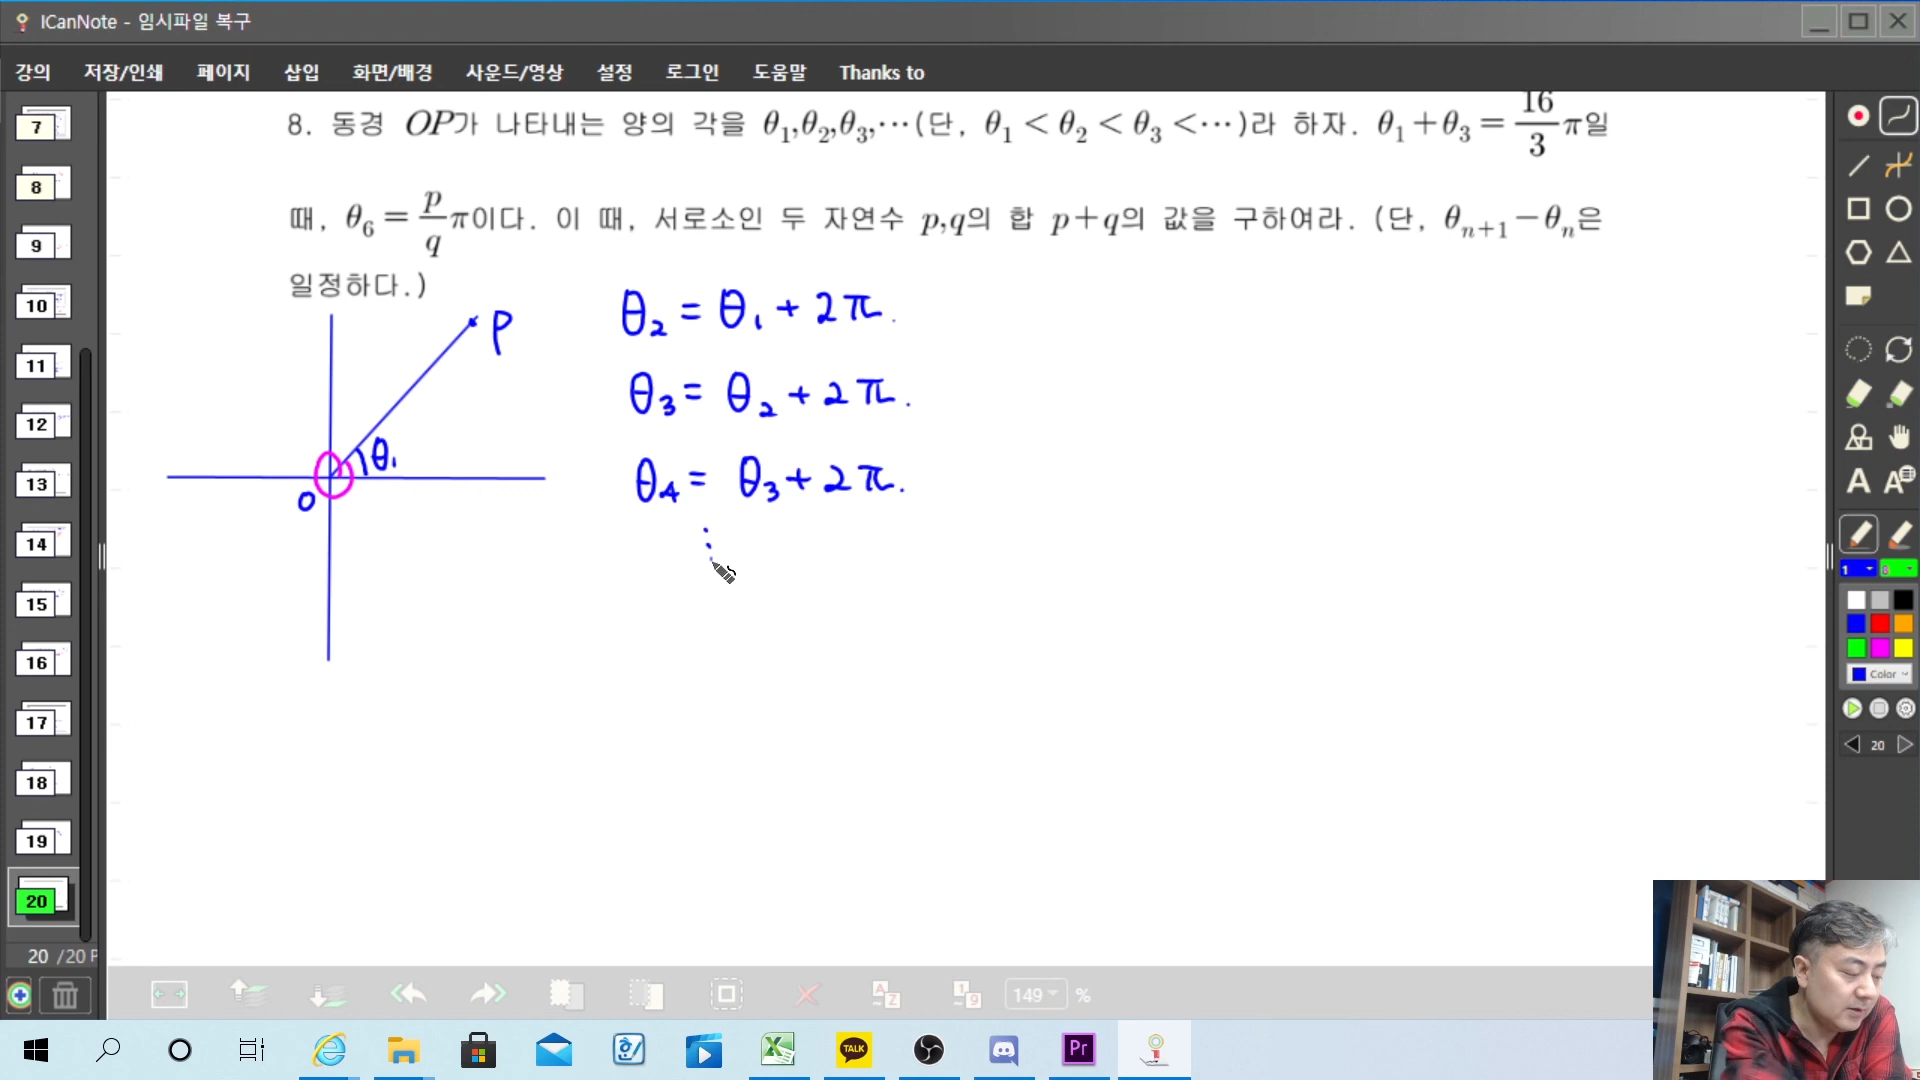 ICanNote - 임시파일 복구
강의 저장/인쇄 페이지 삽입 화면/배경 사운드/영상 설정 로그인 도움말 Thanks to
8. 동경 OP가 나타내는 양의 각을 θ₁,θ₂,θ₃,⋯(단, θ₁ < θ₂ < θ₃ <⋯)라 하자. θ₁+θ₃=16/3 π일
때, θ₆=p/q π이다. 이 때, 서로소인 두 자연수 p,q의 합 p+q의 값을 구하여라. (단, θₙ₊₁-θₙ은
일정하다.)
P
θ₁
O
θ₂ = θ₁ + 2π.
θ₃ = θ₂ + 2π.
θ₄ = θ₃ + 2π.
7
8
9
10
11
12
13
14
15
16
17
18
19
20
20 /20 P
A A
1
Color
20
A Z
1 9
149 %
TALK
Pr